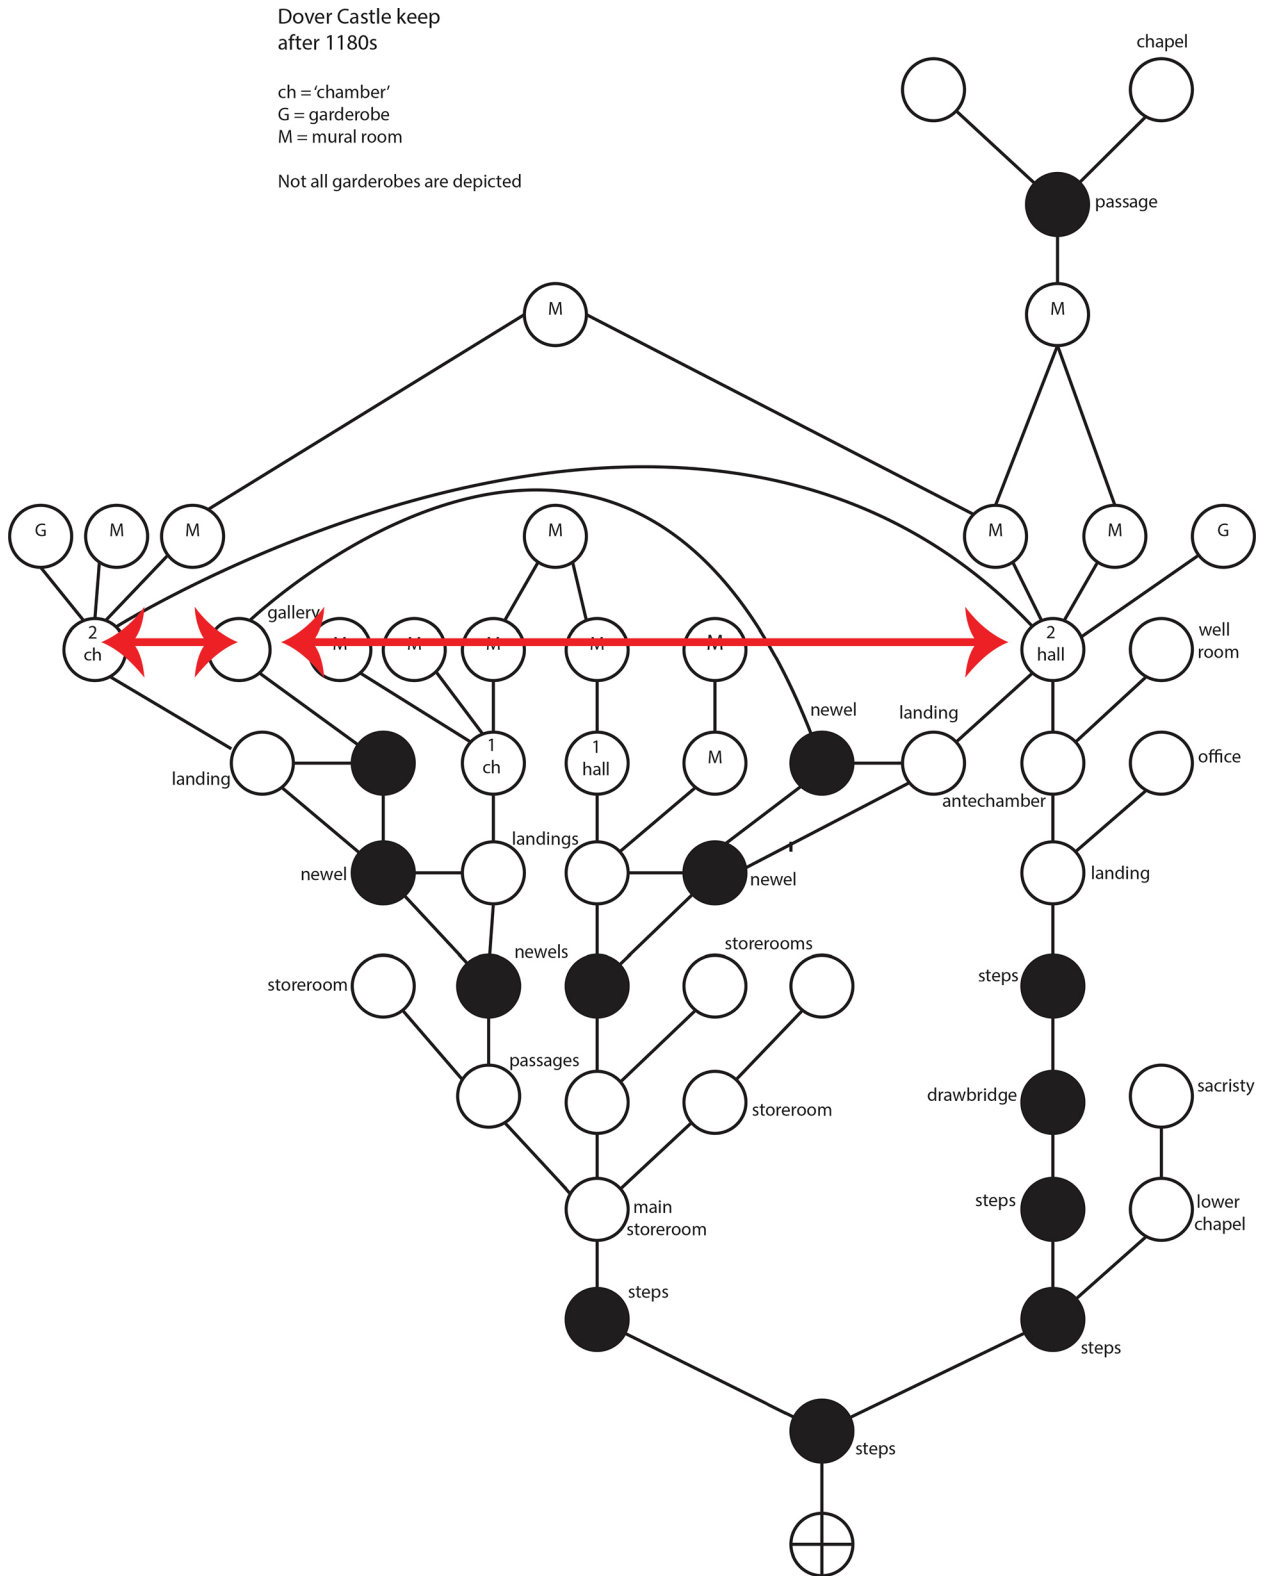 Dover Castle keep
after 1180s
ch = ‘chamber’
G = garderobe
M = mural room
Not all garderobes are depicted
chapel
passage
M
M
G
M
M
M
M
M
G
gallery
2
ch
M
M
M
M
M
2
hall
well
room
newel
landing
landing
1
ch
1
hall
M
office
antechamber
landings
newel
newel
landing
storerooms
newels
storeroom
steps
passages
storeroom
drawbridge
sacristy
main
storeroom
steps
lower
chapel
steps
steps
steps